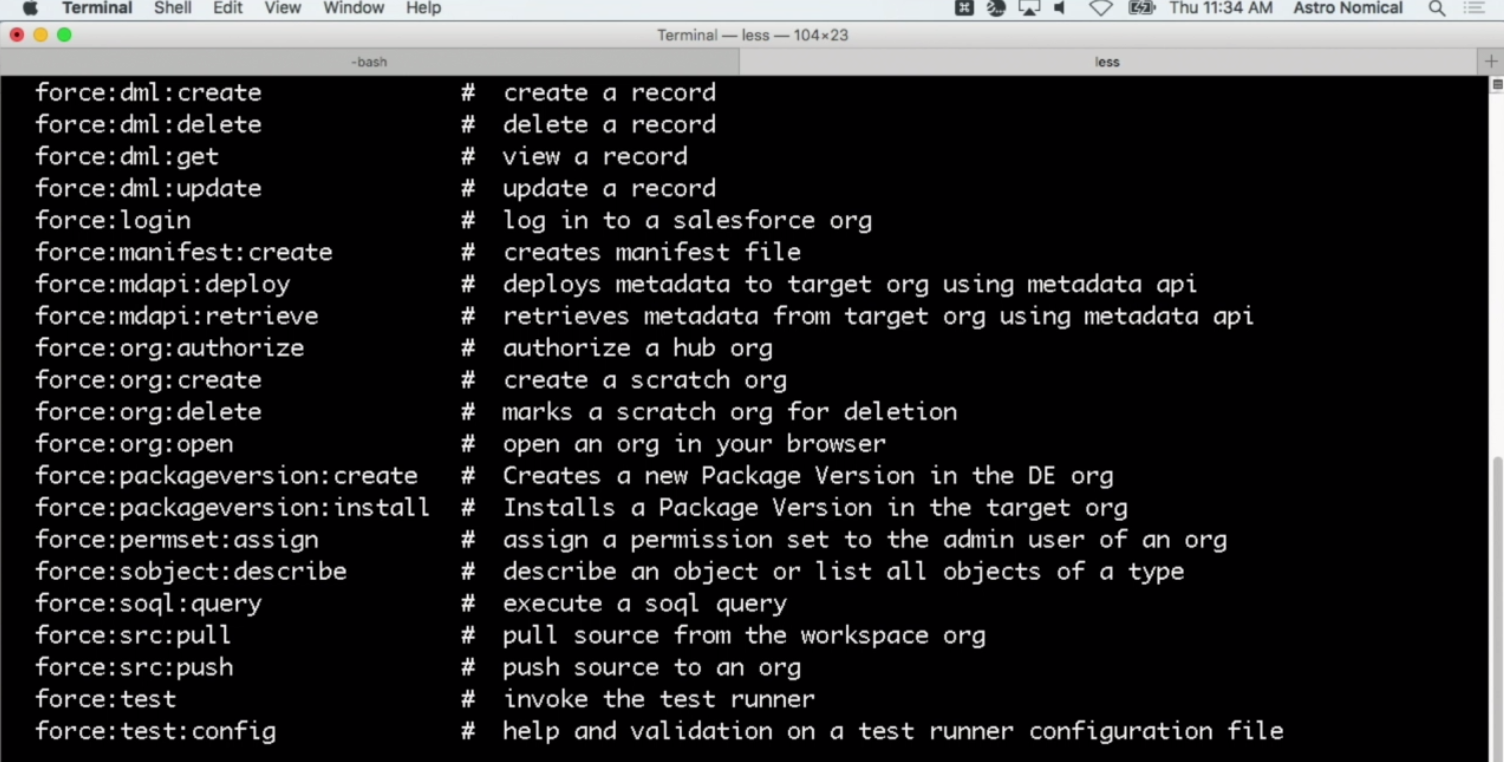 Terminal Shell Edit View Window Help Thu 11:34 AM Astro Nomical
Terminal — less — 104×23
-bash less
force:dml:create # create a record
force:dml:delete # delete a record
force:dml:get # view a record
force:dml:update # update a record
force:login # log in to a salesforce org
force:manifest:create # creates manifest file
force:mdapi:deploy # deploys metadata to target org using metadata api
force:mdapi:retrieve # retrieves metadata from target org using metadata api
force:org:authorize # authorize a hub org
force:org:create # create a scratch org
force:org:delete # marks a scratch org for deletion
force:org:open # open an org in your browser
force:packageversion:create # Creates a new Package Version in the DE org
force:packageversion:install # Installs a Package Version in the target org
force:permset:assign # assign a permission set to the admin user of an org
force:sobject:describe # describe an object or list all objects of a type
force:soql:query # execute a soql query
force:src:pull # pull source from the workspace org
force:src:push # push source to an org
force:test # invoke the test runner
force:test:config # help and validation on a test runner configuration file